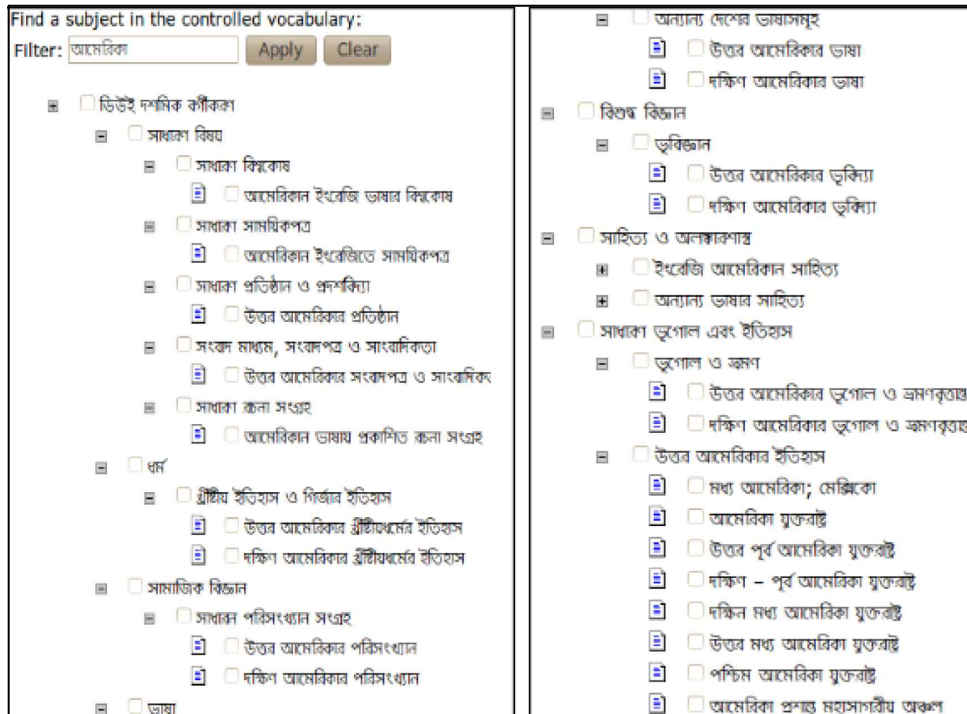 Find a subject in the controlled vocabulary:
Filter: আমেরিকা Apply Clear
ডিউই দশমিক বর্গীকরণ
সাধারণ বিষয়
সাধারণ বিশ্বকোষ
আমেরিকান ইংরেজি ভাষার বিশ্বকোষ
সাধারণ সাময়িকপত্র
আমেরিকান ইংরেজিতে সাময়িকপত্র
সাধারণ প্রতিষ্ঠান ও প্রদর্শবিদ্যা
উত্তর আমেরিকার প্রতিষ্ঠান
সংবাদ মাধ্যম, সংবাদপত্র ও সাংবাদিকতা
উত্তর আমেরিকার সংবাদপত্র ও
সাধারণ রচনা সংগ্রহ
আমেরিকান ভাষায় প্রকাশিত রচনা সংগ্রহ
ধর্ম
খ্রীষ্টীয় ইতিহাস ও গির্জার ইতিহাস
উত্তর আমেরিকার খ্রীষ্টীয়ধর্মের ইতিহাস
দক্ষিণ আমেরিকার খ্রীষ্টীয়ধর্মের ইতিহাস
সামাজিক বিজ্ঞান
সাধারন পরিসংখ্যান সংগ্রহ
উত্তর আমেরিকার পরিসংখ্যান
দক্ষিণ আমেরিকার পরিসংখ্যান
ভাষা
অন্যান্য দেশের ভাষাসমূহ
উত্তর আমেরিকার ভাষা
দক্ষিণ আমেরিকার ভাষা
বিশুদ্ধ বিজ্ঞান
ভূবিজ্ঞান
উত্তর আমেরিকার ভূবিদ্যা
দক্ষিণ আমেরিকার ভূবিদ্যা
সাহিত্য ও অলঙ্কারশাস্ত্র
ইংরেজি আমেরিকান সাহিত্য
অন্যান্য ভাষার সাহিত্য
সাধারণ ভূগোল এবং ইতিহাস
ভূগোল ও ভ্রমণ
উত্তর আমেরিকার ভূগোল ও
দক্ষিণ আমেরিকার ভূগোল ও
উত্তর আমেরিকার ইতিহাস
মধ্য আমেরিকা; মেক্সিকো
আমেরিকা যুক্তরাষ্ট্র
উত্তর পূর্ব আমেরিকা যুক্তরাষ্ট্র
দক্ষিণ – পূর্ব আমেরিকা যুক্তরাষ্ট্র
দক্ষিন মধ্য আমেরিকা যুক্তরাষ্ট্র
উত্তর মধ্য আমেরিকা যুক্তরাষ্ট্র
পশ্চিম আমেরিকা যুক্তরাষ্ট্র
আমেরিকা প্রশান্ত মহাসাগরীয় অঞ্চল